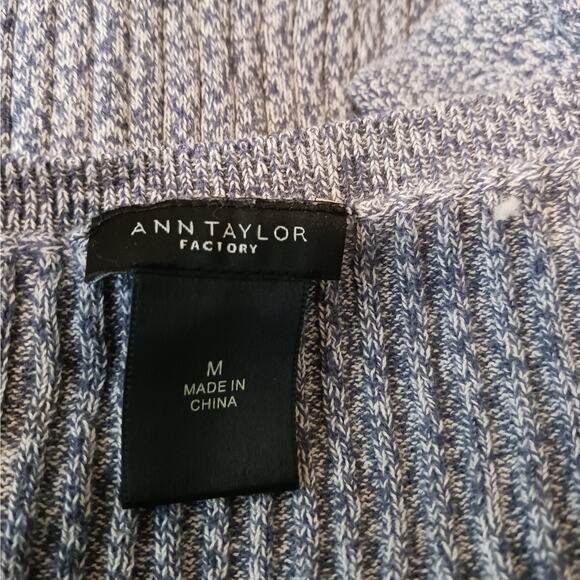 ANN TAYLOR
FACTORY
M
MADE IN
CHINA